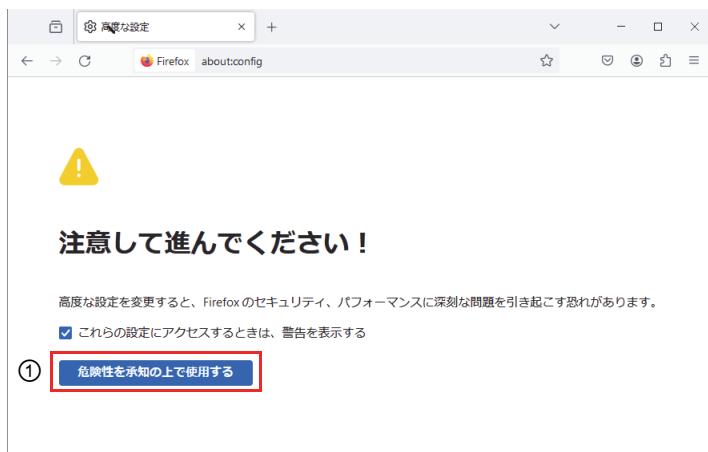 高度な設定
Firefox about:config
注意して進んでください！
高度な設定を変更すると、Firefox のセキュリティ、パフォーマンスに深刻な問題を引き起こす恐れがあります。
これらの設定にアクセスするときは、警告を表示する
① 危険性を承知の上で使用する